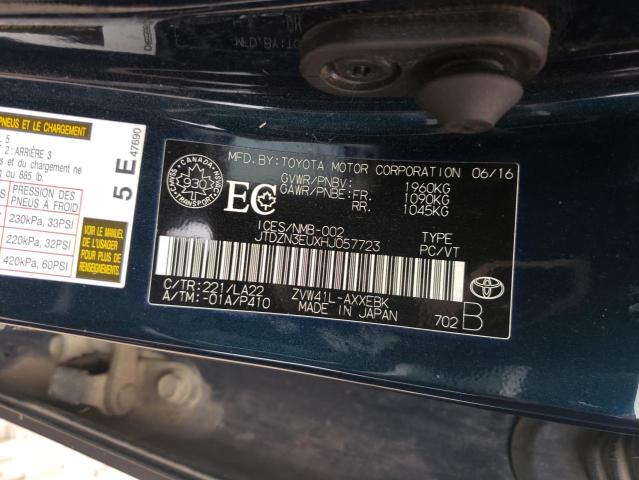 PNEUS ET LE CHARGEMENT
5
2 : ARRIÈRE 3
s et du chargement ne
ou 885 lb.
PRESSION DES
PNEUS À FROID
230kPa, 33PSI
220kPa, 32PSI
420kPa, 60PSI
VOIR LE MANUEL
DE L'USAGER
POUR PLUS DE
RENSEIGNEMENTS.
5 E
47690
CANADA
930
EC
MFD. BY: TOYOTA MOTOR CORPORATION 06/16
GVWR/PNBV: 1960KG
GAWR/PNBE: FR. 1090KG
RR. 1045KG
ICES/NMB-002
JTDZN3EUXHJ057723
TYPE
PC/VT
C/TR: 221/LA22 ZVW41L-AXXEBK
A/TM: -01A/P410 MADE IN JAPAN
702 B